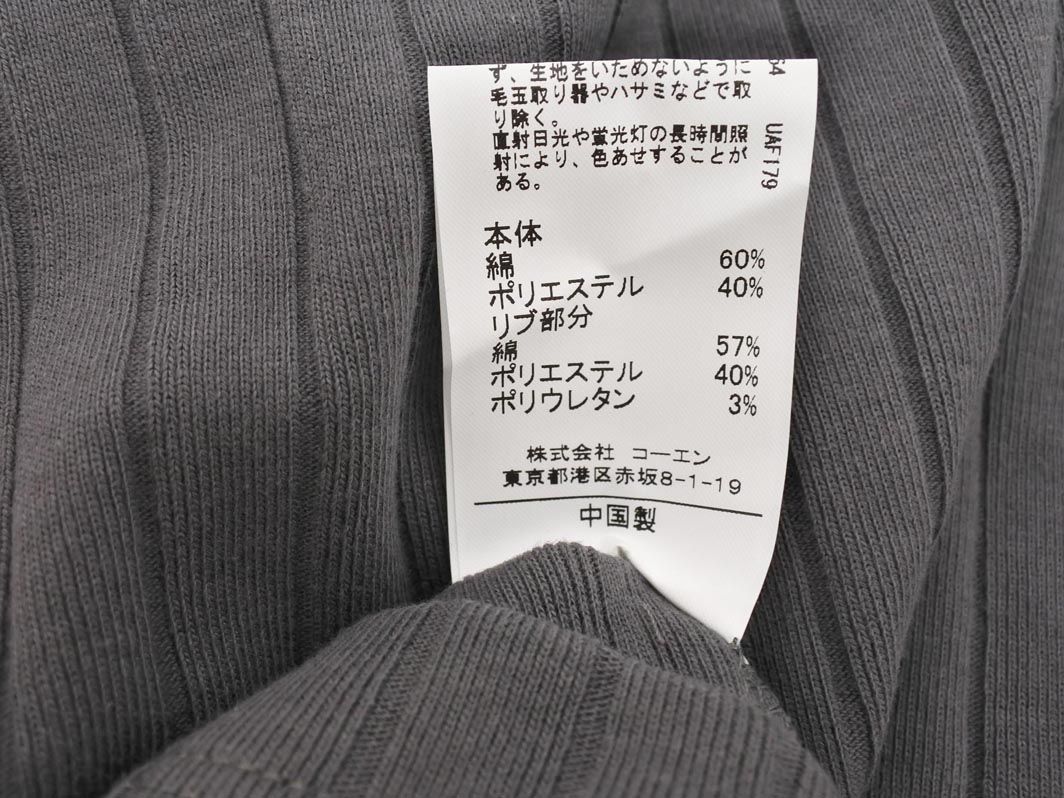 ず、生地をいためないように
毛玉取り器やハサミなどで取
り除く。
直射日光や蛍光灯の長時間照
射により、色あせすることが
ある。
UAF179
本体
綿 60%
ポリエステル 40%
リブ部分
綿 57%
ポリエステル 40%
ポリウレタン 3%
株式会社 コーエン
東京都港区赤坂8-1-19
中国製